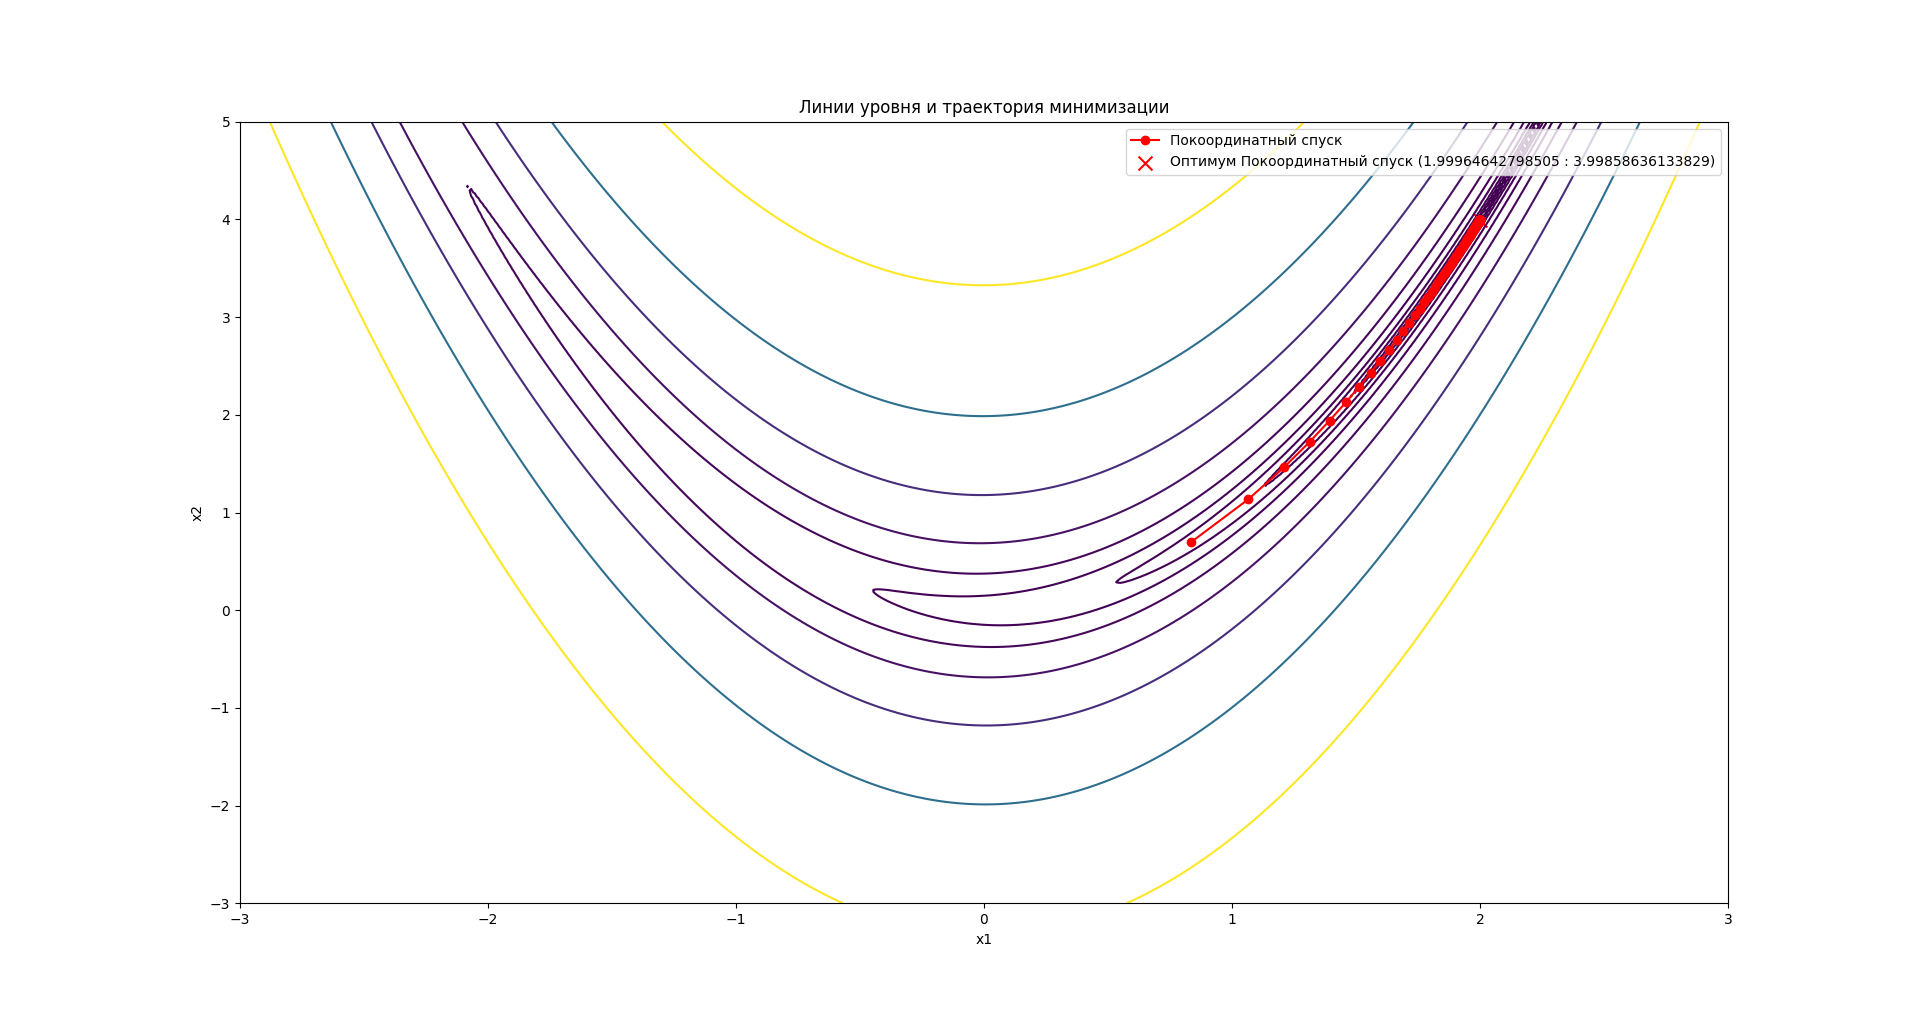 Линии уровня и траектория минимизации
Покоординатный спуск
Оптимум Покоординатный спуск (1.99964642798505 : 3.99858636133829)
5
4
3
2
1
0
−1
−2
−3
x2
−3 −2 −1 0 1 2 3
x1